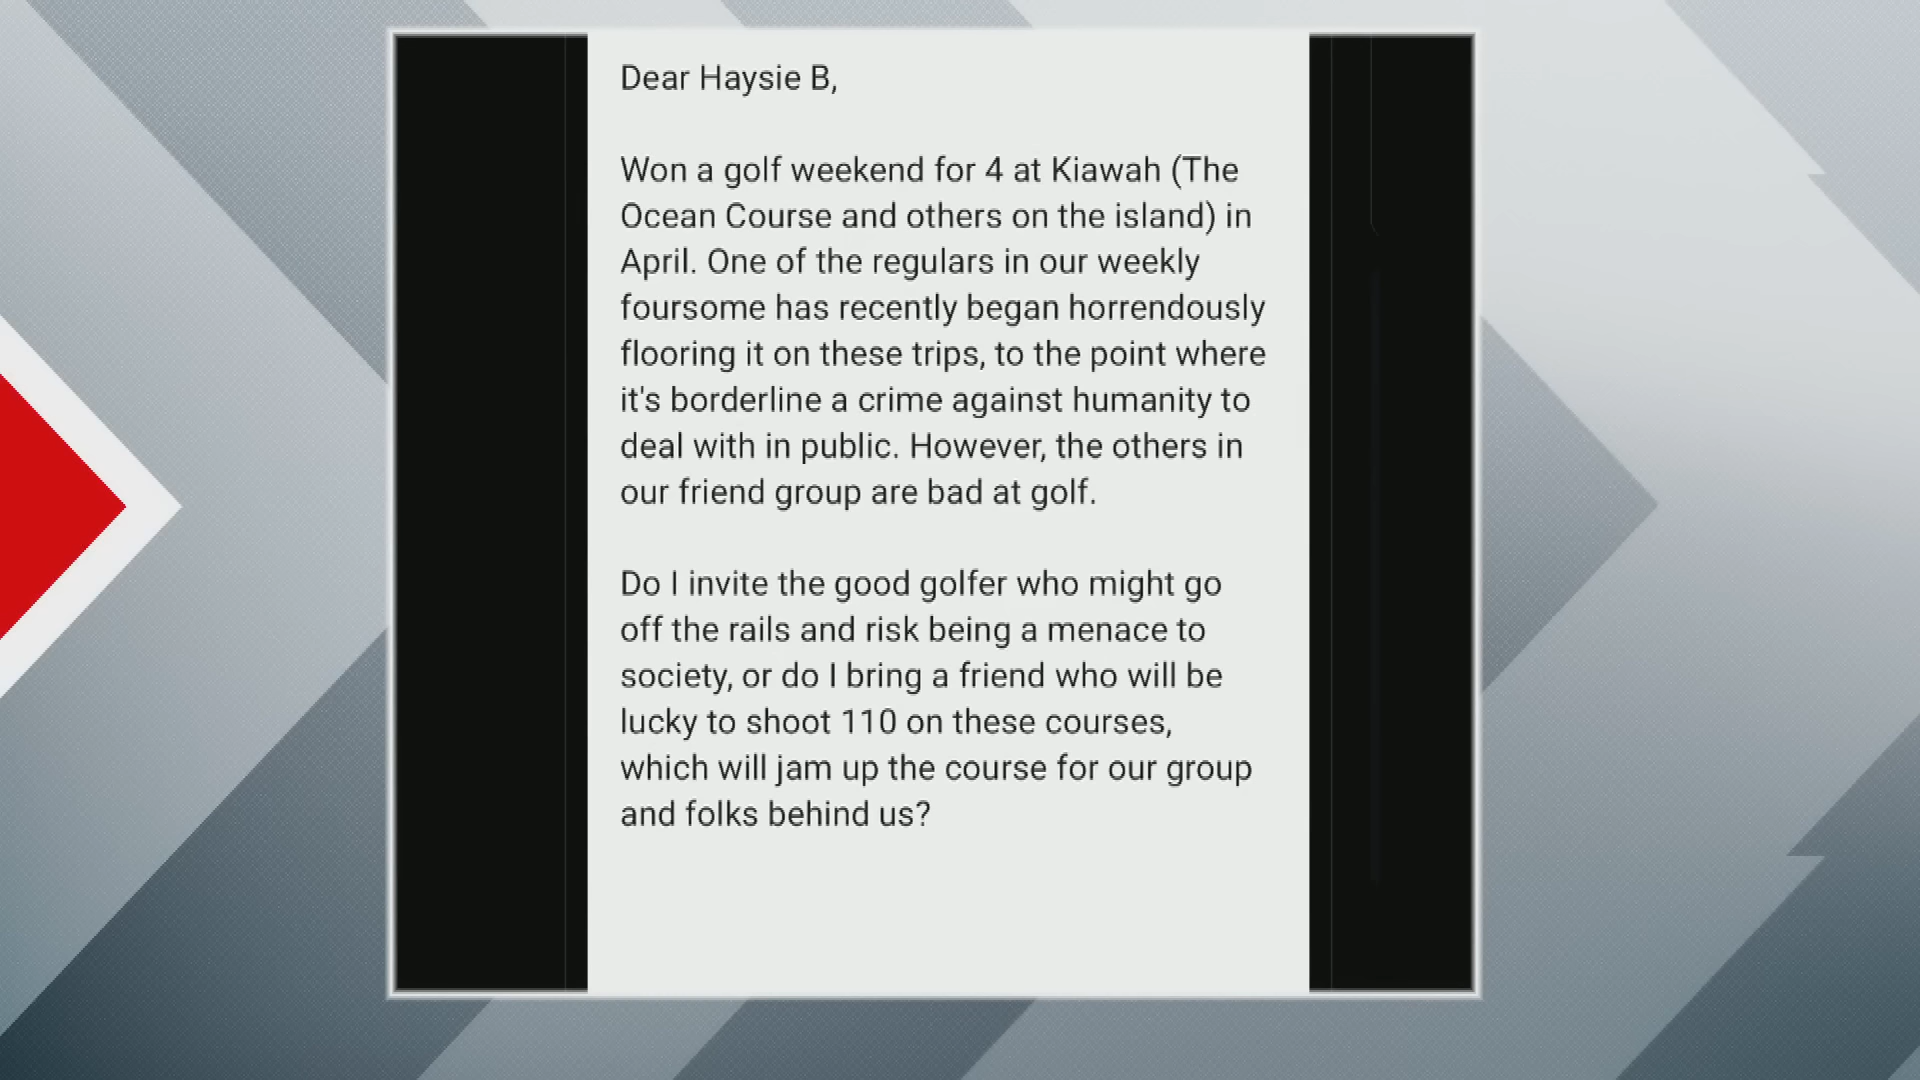 Dear Haysie B,
Won a golf weekend for 4 at Kiawah (The
Ocean Course and others on the island) in
April. One of the regulars in our weekly
foursome has recently began horrendously
flooring it on these trips, to the point where
it's borderline a crime against humanity to
deal with in public. However, the others in
our friend group are bad at golf.
Do I invite the good golfer who might go
off the rails and risk being a menace to
society, or do I bring a friend who will be
lucky to shoot 110 on these courses,
which will jam up the course for our group
and folks behind us?